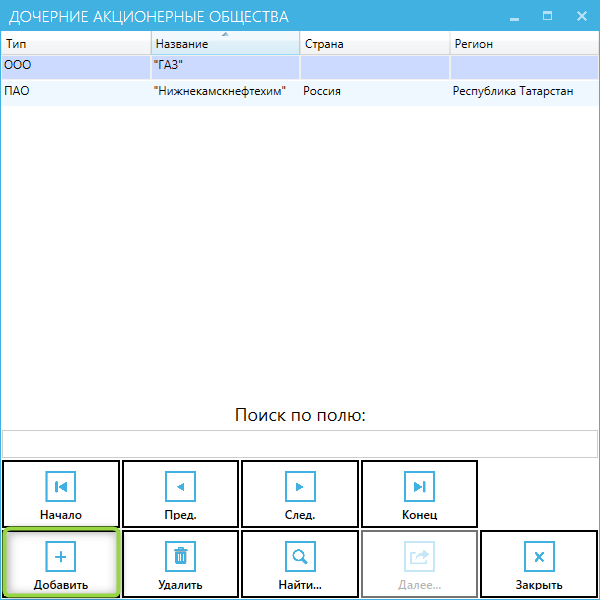 ДОЧЕРНИЕ АКЦИОНЕРНЫЕ ОБЩЕСТВА
Тип Название Страна Регион
ООО "ГАЗ"
ПАО "Нижнекамскнефтехим" Россия Республика Татарстан
Поиск по полю:
Начало Пред. След. Конец
Добавить Удалить Найти... Далее... Закрыть